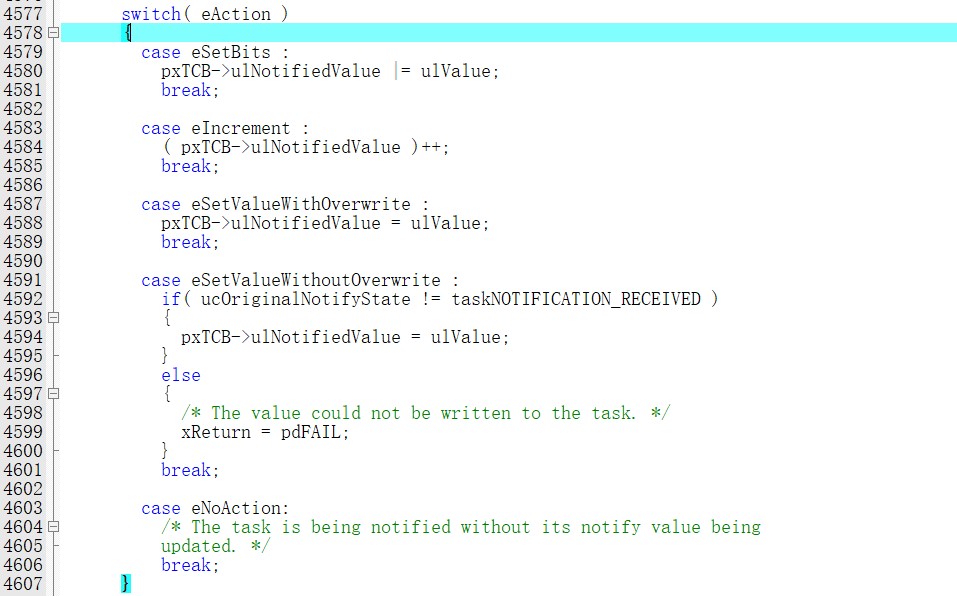 4577 switch( eAction )
4578 {
4579 case eSetBits :
4580 pxTCB->ulNotifiedValue |= ulValue;
4581 break;
4582
4583 case eIncrement :
4584 ( pxTCB->ulNotifiedValue )++;
4585 break;
4586
4587 case eSetValueWithOverwrite :
4588 pxTCB->ulNotifiedValue = ulValue;
4589 break;
4590
4591 case eSetValueWithoutOverwrite :
4592 if( ucOriginalNotifyState != taskNOTIFICATION_RECEIVED )
4593 {
4594 pxTCB->ulNotifiedValue = ulValue;
4595 }
4596 else
4597 {
4598 /* The value could not be written to the task. */
4599 xReturn = pdFAIL;
4600 }
4601 break;
4602
4603 case eNoAction:
4604 /* The task is being notified without its notify value being
4605 updated. */
4606 break;
4607 }